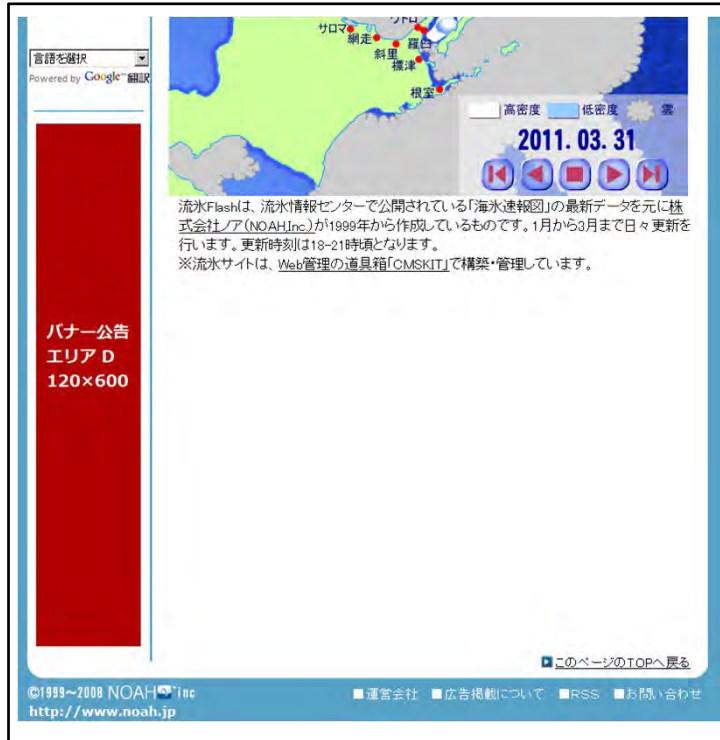 ウトロ
サロマ
網走
斜里
羅臼
標津
根室
高密度 低密度 雲
2011. 03. 31
言語を選択
Powered by Google™ 翻訳
流氷Flashは、流氷情報センターで公開されている「海氷速報図」の最新データを元に株
式会社ノア（NOAH,Inc.）が1999年から作成しているものです。1月から3月まで日々更新を
行います。更新時刻は18-21時頃となります。
※流氷サイトは、Web管理の道具箱「CMSKIT」で構築・管理しています。
バナー公告
エリア D
120×600
このページのTOPへ戻る
©1999~2008 NOAH inc
http://www.noah.jp
■運営会社 ■広告掲載について ■RSS ■お問い合わせ